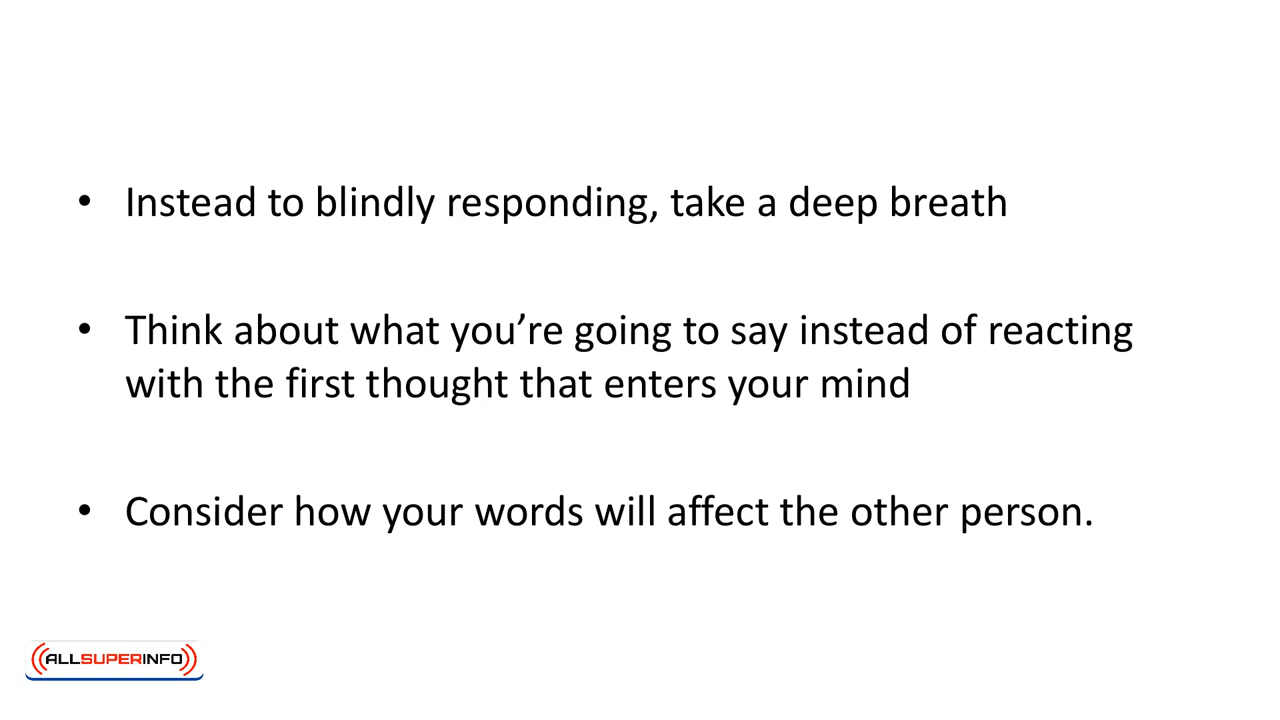 • Instead to blindly responding, take a deep breath
• Think about what you’re going to say instead of reacting
with the first thought that enters your mind
• Consider how your words will affect the other person.
ALLSUPERINFO